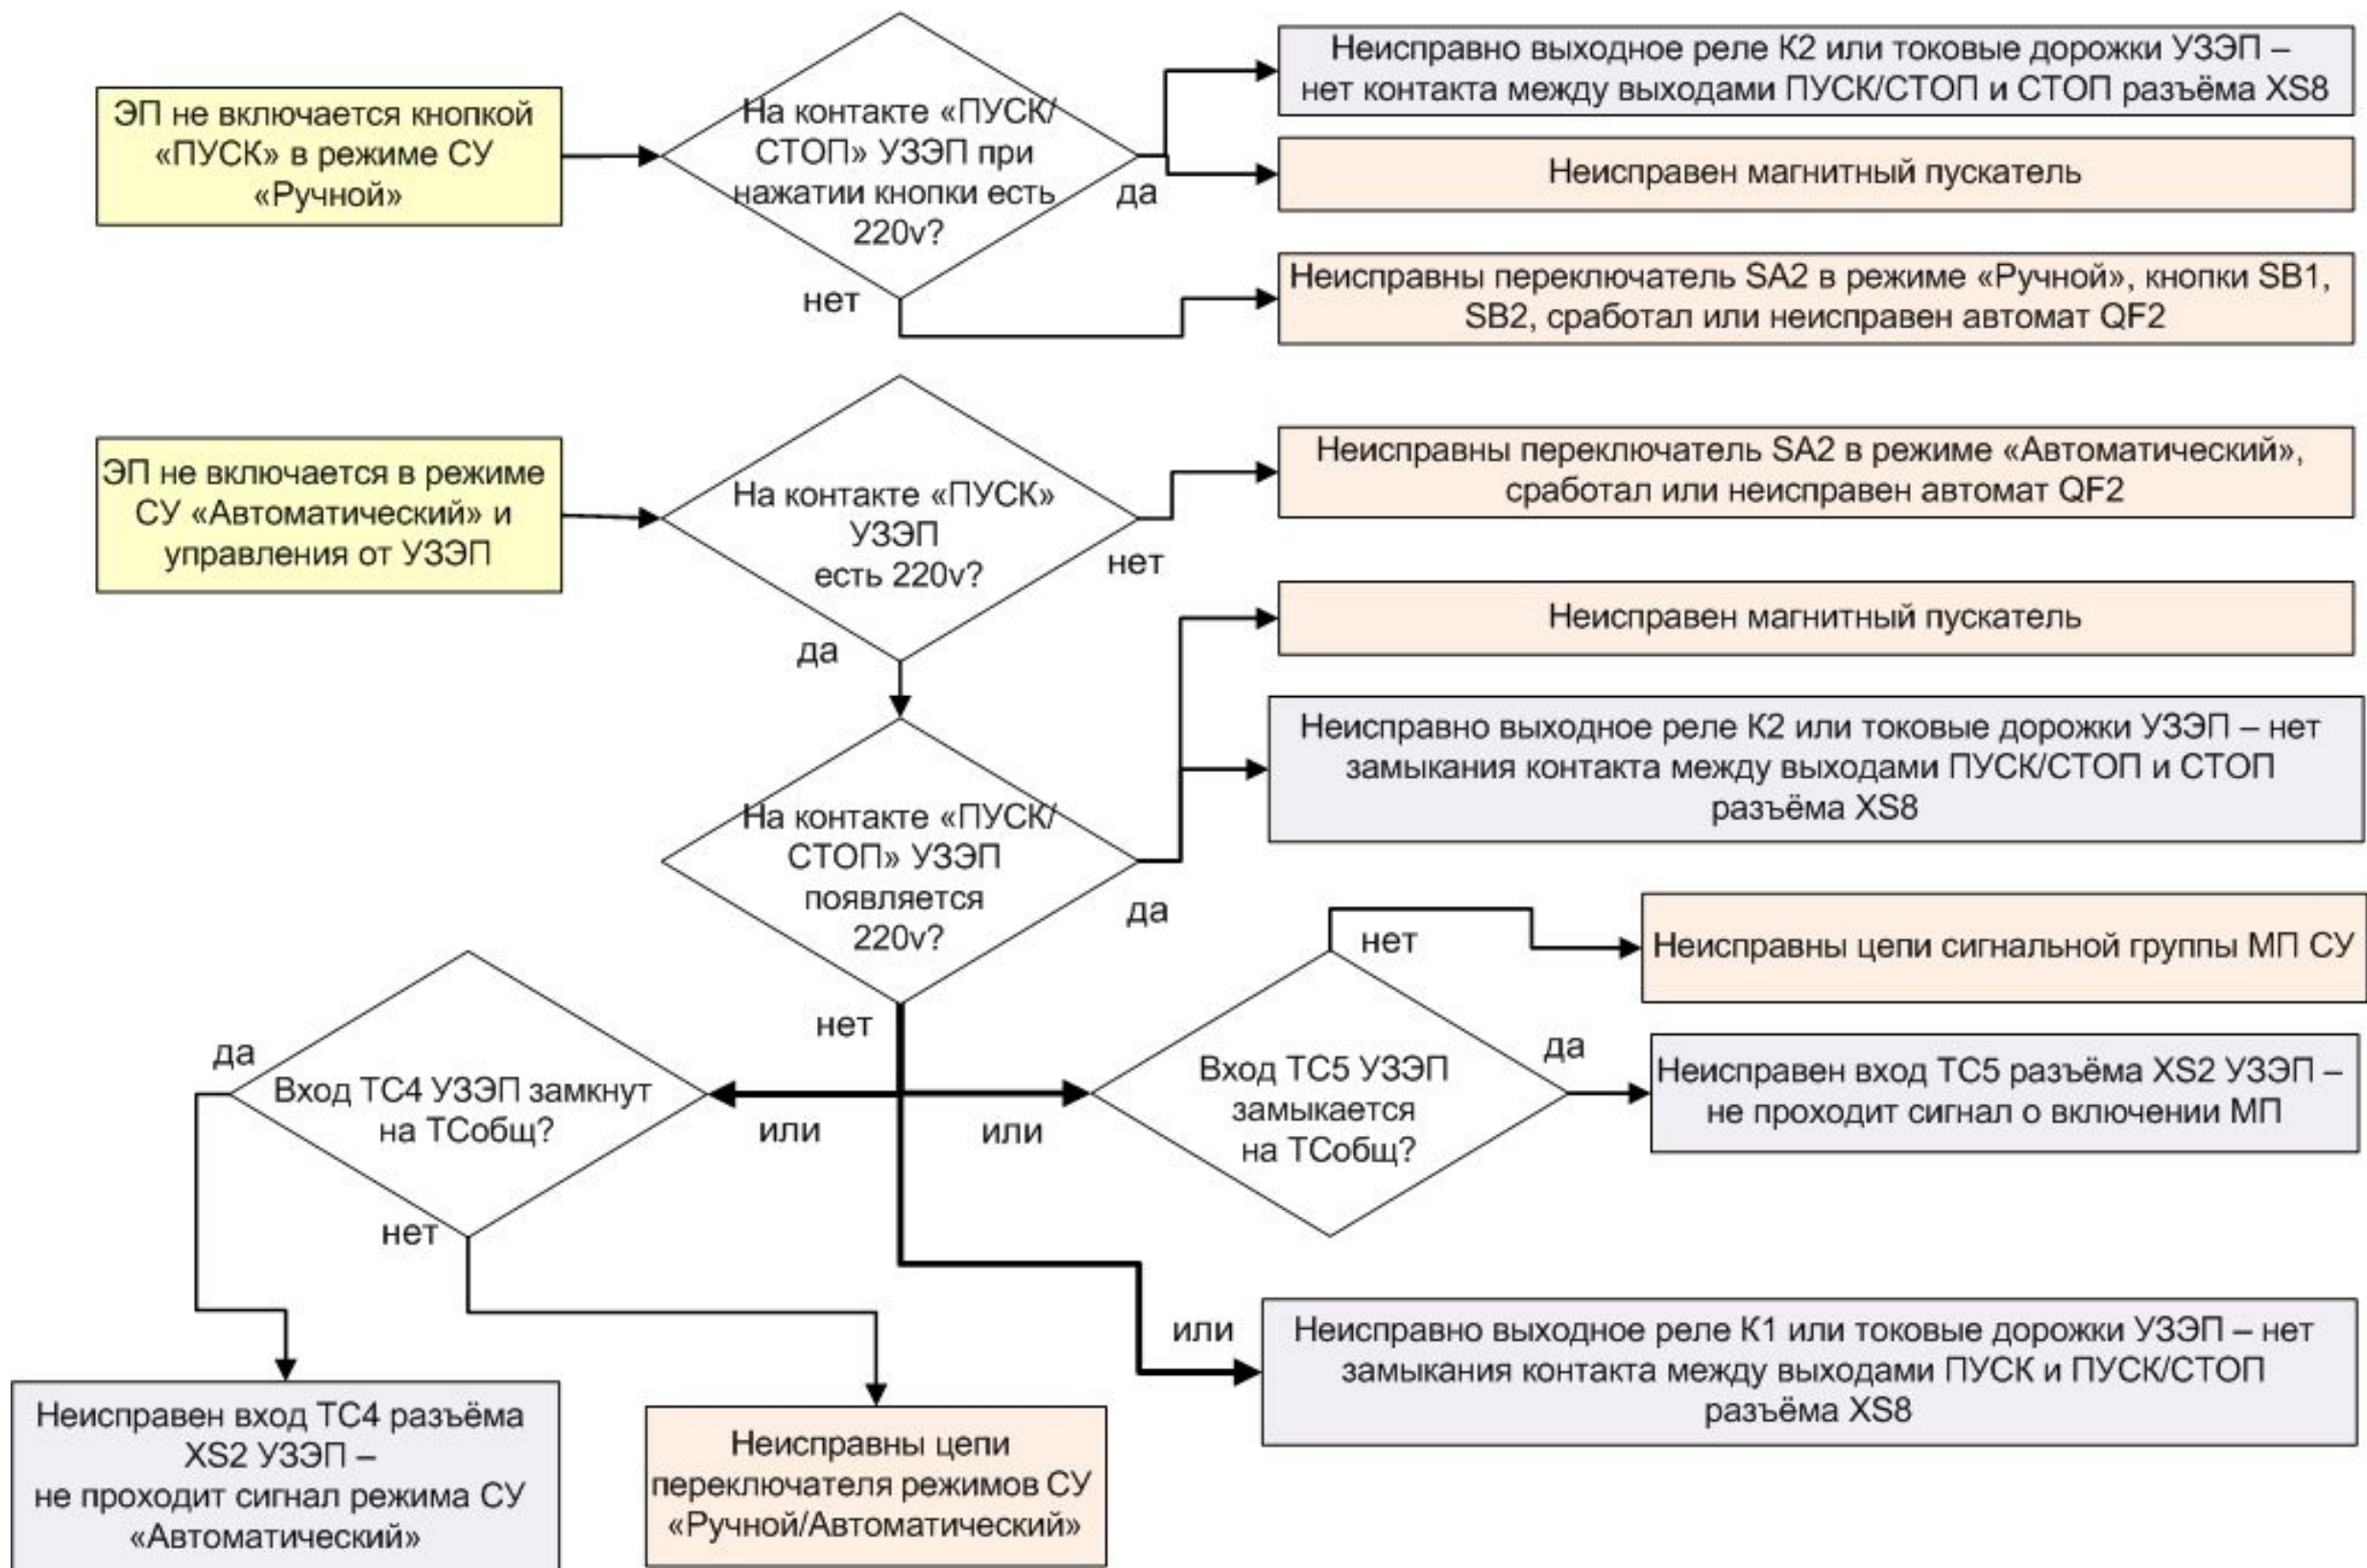 ЭП не включается кнопкой
«ПУСК» в режиме СУ
«Ручной»
На контакте «ПУСК/
СТОП» УЗЭП при
нажатии кнопки есть
220v?
да
нет
Неисправно выходное реле К2 или токовые дорожки УЗЭП –
нет контакта между выходами ПУСК/СТОП и СТОП разъёма XS8
Неисправен магнитный пускатель
Неисправны переключатель SA2 в режиме «Ручной», кнопки SB1,
SB2, сработал или неисправен автомат QF2
ЭП не включается в режиме
СУ «Автоматический» и
управления от УЗЭП
На контакте «ПУСК»
УЗЭП
есть 220v?
нет
да
Неисправны переключатель SA2 в режиме «Автоматический»,
сработал или неисправен автомат QF2
Неисправен магнитный пускатель
Неисправно выходное реле К2 или токовые дорожки УЗЭП – нет
замыкания контакта между выходами ПУСК/СТОП и СТОП
разъёма XS8
На контакте «ПУСК/
СТОП» УЗЭП
появляется
220v?
да
нет
нет
Неисправны цепи сигнальной группы МП СУ
да
Вход ТС4 УЗЭП замкнут
на ТСобщ?
или
или
Вход ТС5 УЗЭП
замыкается
на ТСобщ?
да
Неисправен вход ТС5 разъёма XS2 УЗЭП –
не проходит сигнал о включении МП
нет
или
Неисправно выходное реле К1 или токовые дорожки УЗЭП – нет
замыкания контакта между выходами ПУСК и ПУСК/СТОП
разъёма XS8
Неисправен вход ТС4 разъёма
XS2 УЗЭП –
не проходит сигнал режима СУ
«Автоматический»
Неисправны цепи
переключателя режимов СУ
«Ручной/Автоматический»